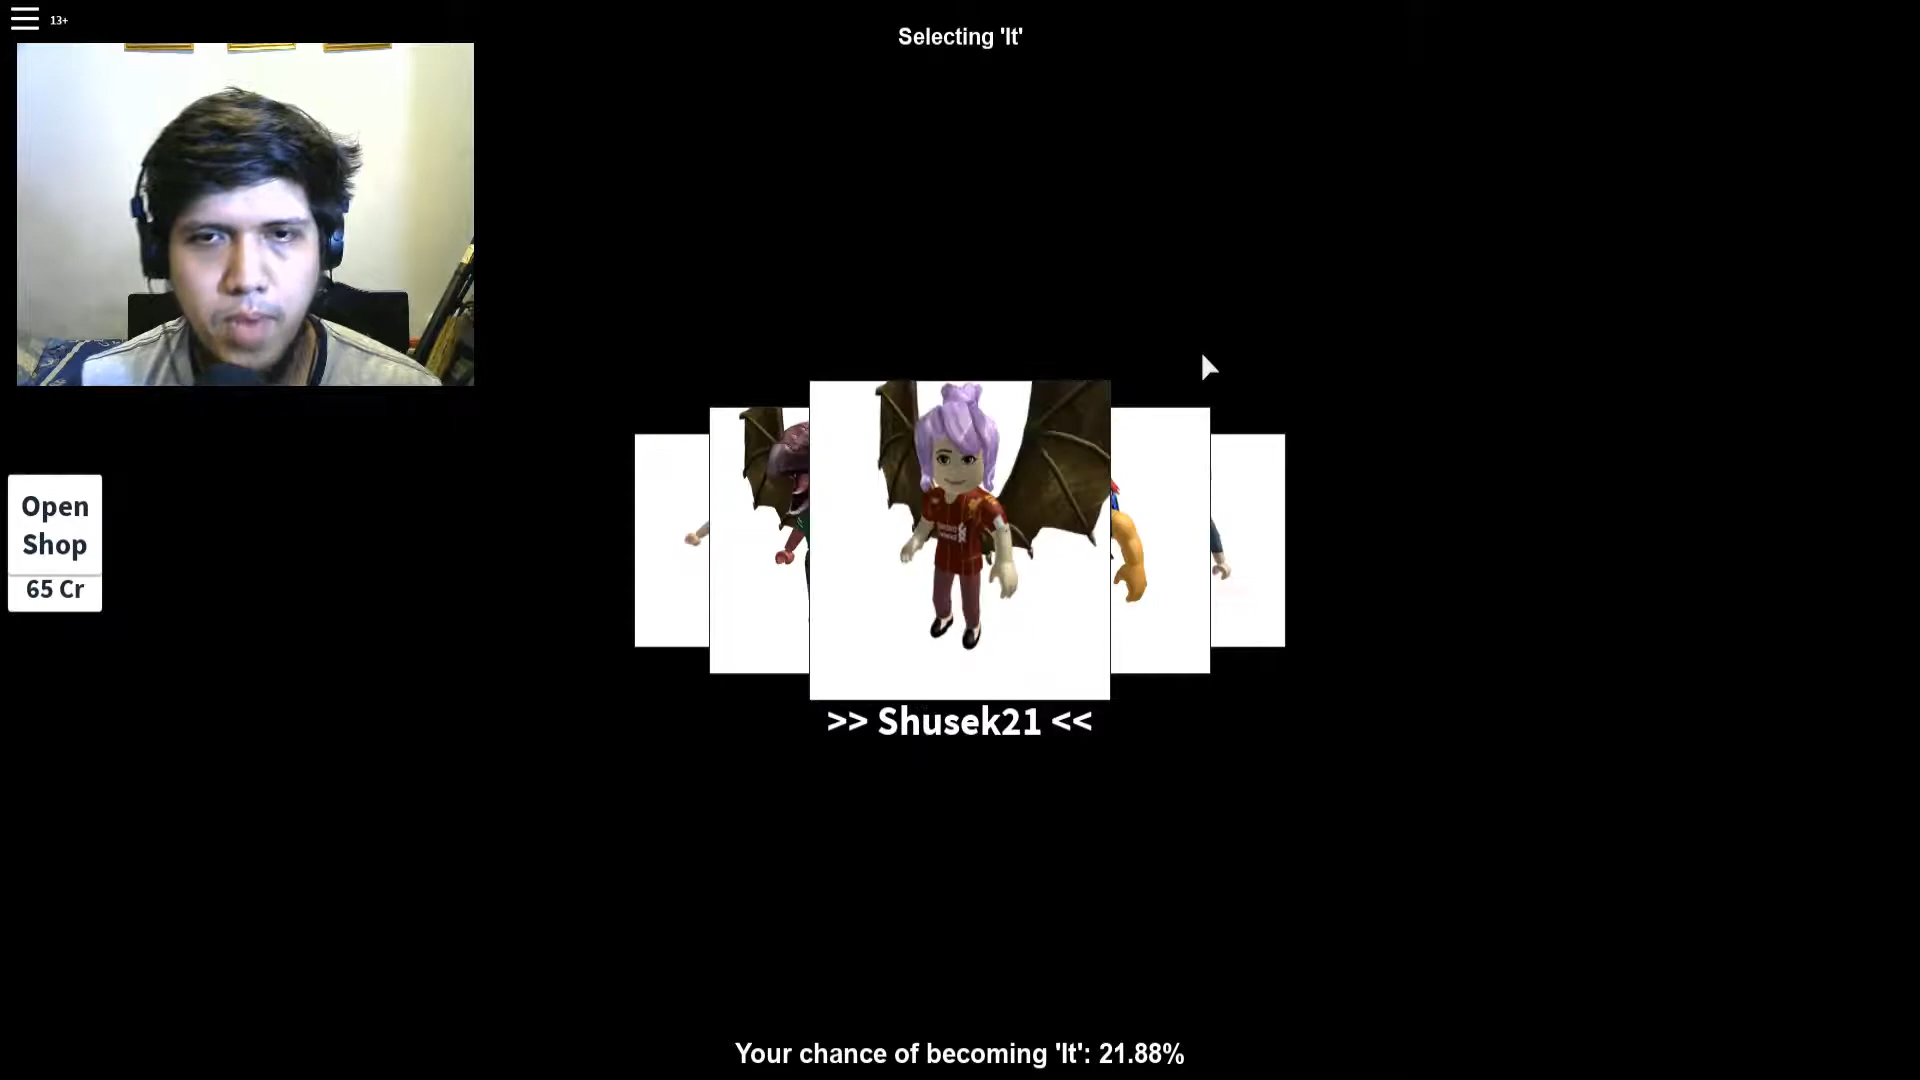 13+
Selecting 'It'
Open
Shop
65 Cr
>> Shusek21 <<
Your chance of becoming 'It': 21.88%